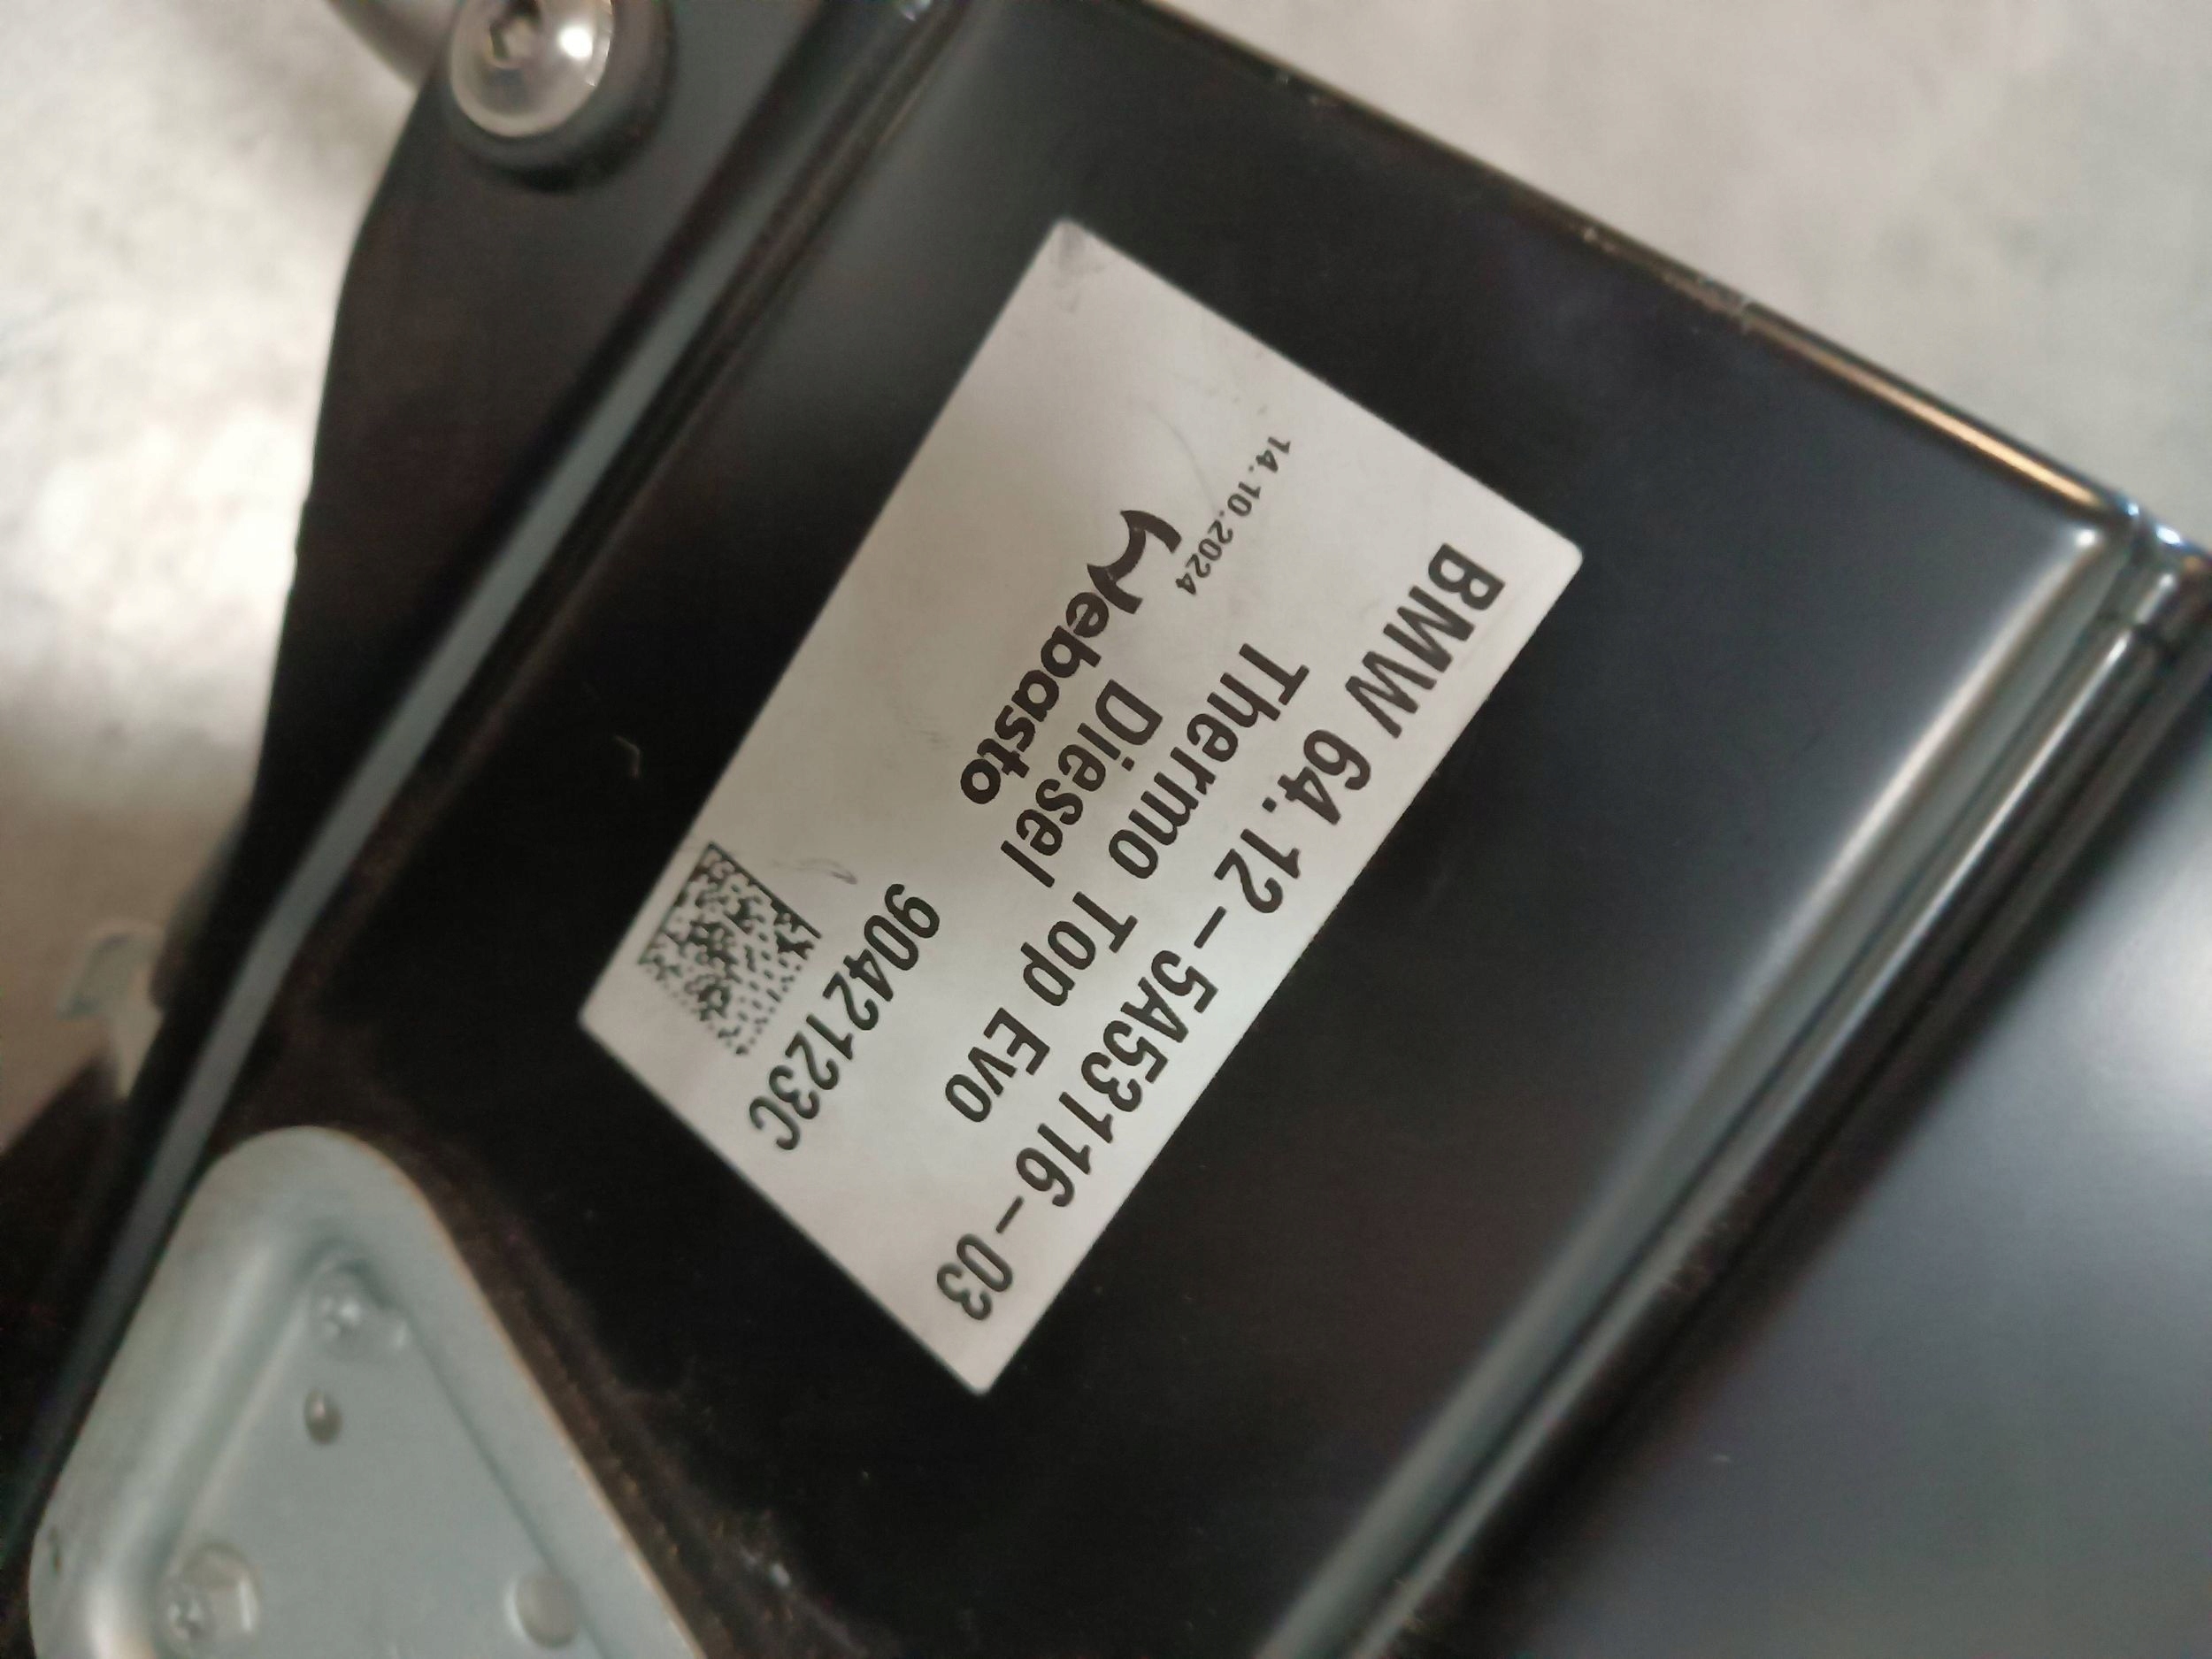 BMW 64.12-5A53116-03
Thermo Top Evo
Diesel
9042123C
14.10.2024
Webasto